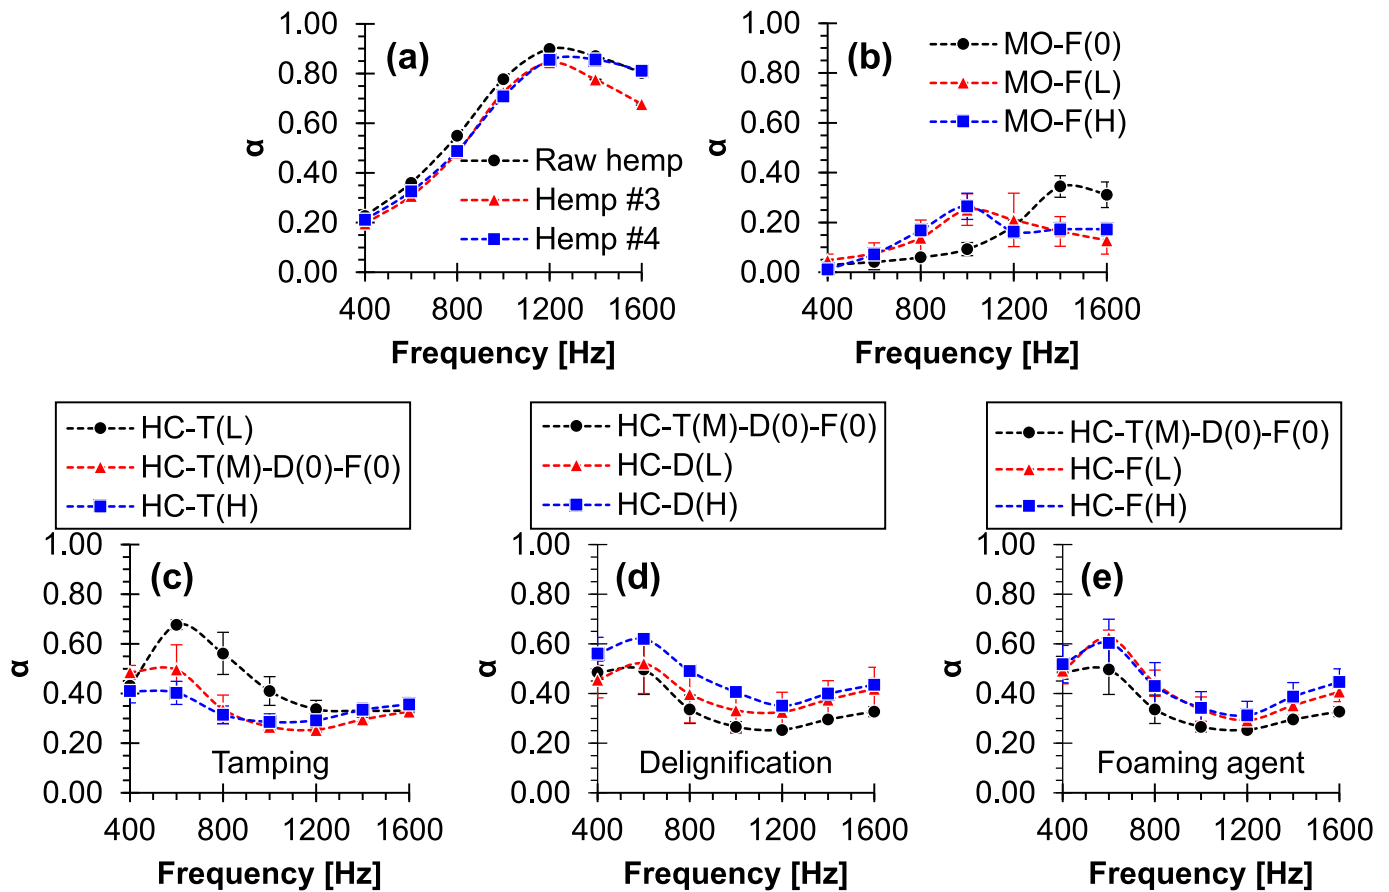 (a)
α
1.00
0.80
0.60
0.40
0.20
0.00
Raw hemp
Hemp #3
Hemp #4
400 800 1200 1600
Frequency [Hz]
(b)
α
1.00
0.80
0.60
0.40
0.20
0.00
MO-F(0)
MO-F(L)
MO-F(H)
400 800 1200 1600
Frequency [Hz]
HC-T(L)
HC-T(M)-D(0)-F(0)
HC-T(H)
(c)
α
1.00
0.80
0.60
0.40
0.20
0.00
Tamping
400 800 1200 1600
Frequency [Hz]
HC-T(M)-D(0)-F(0)
HC-D(L)
HC-D(H)
(d)
α
1.00
0.80
0.60
0.40
0.20
0.00
Delignification
400 800 1200 1600
Frequency [Hz]
HC-T(M)-D(0)-F(0)
HC-F(L)
HC-F(H)
(e)
α
1.00
0.80
0.60
0.40
0.20
0.00
Foaming agent
400 800 1200 1600
Frequency [Hz]